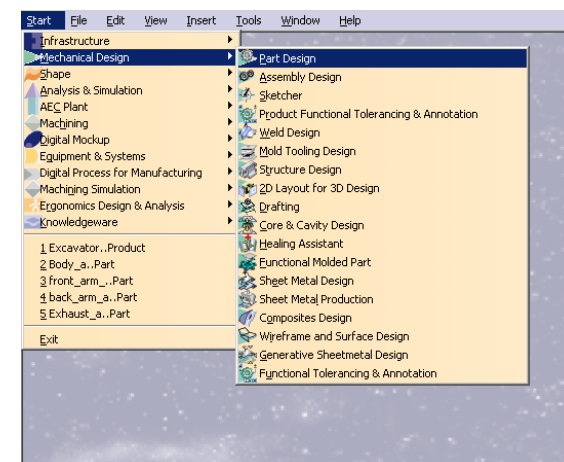 Start File Edit View Insert Tools Window Help
Infrastructure
Mechanical Design
Shape
Analysis & Simulation
AEC Plant
Machining
Digital Mockup
Equipment & Systems
Digital Process for Manufacturing
Machining Simulation
Ergonomics Design & Analysis
Knowledgeware
1 Excavator..Product
2 Body_a..Part
3 front_arm_..Part
4 back_arm_a..Part
5 Exhaust_a..Part
Exit
Part Design
Assembly Design
Sketcher
Product Functional Tolerancing & Annotation
Weld Design
Mold Tooling Design
Structure Design
2D Layout for 3D Design
Drafting
Core & Cavity Design
Healing Assistant
Functional Molded Part
Sheet Metal Design
Sheet Metal Production
Composites Design
Wireframe and Surface Design
Generative Sheetmetal Design
Functional Tolerancing & Annotation